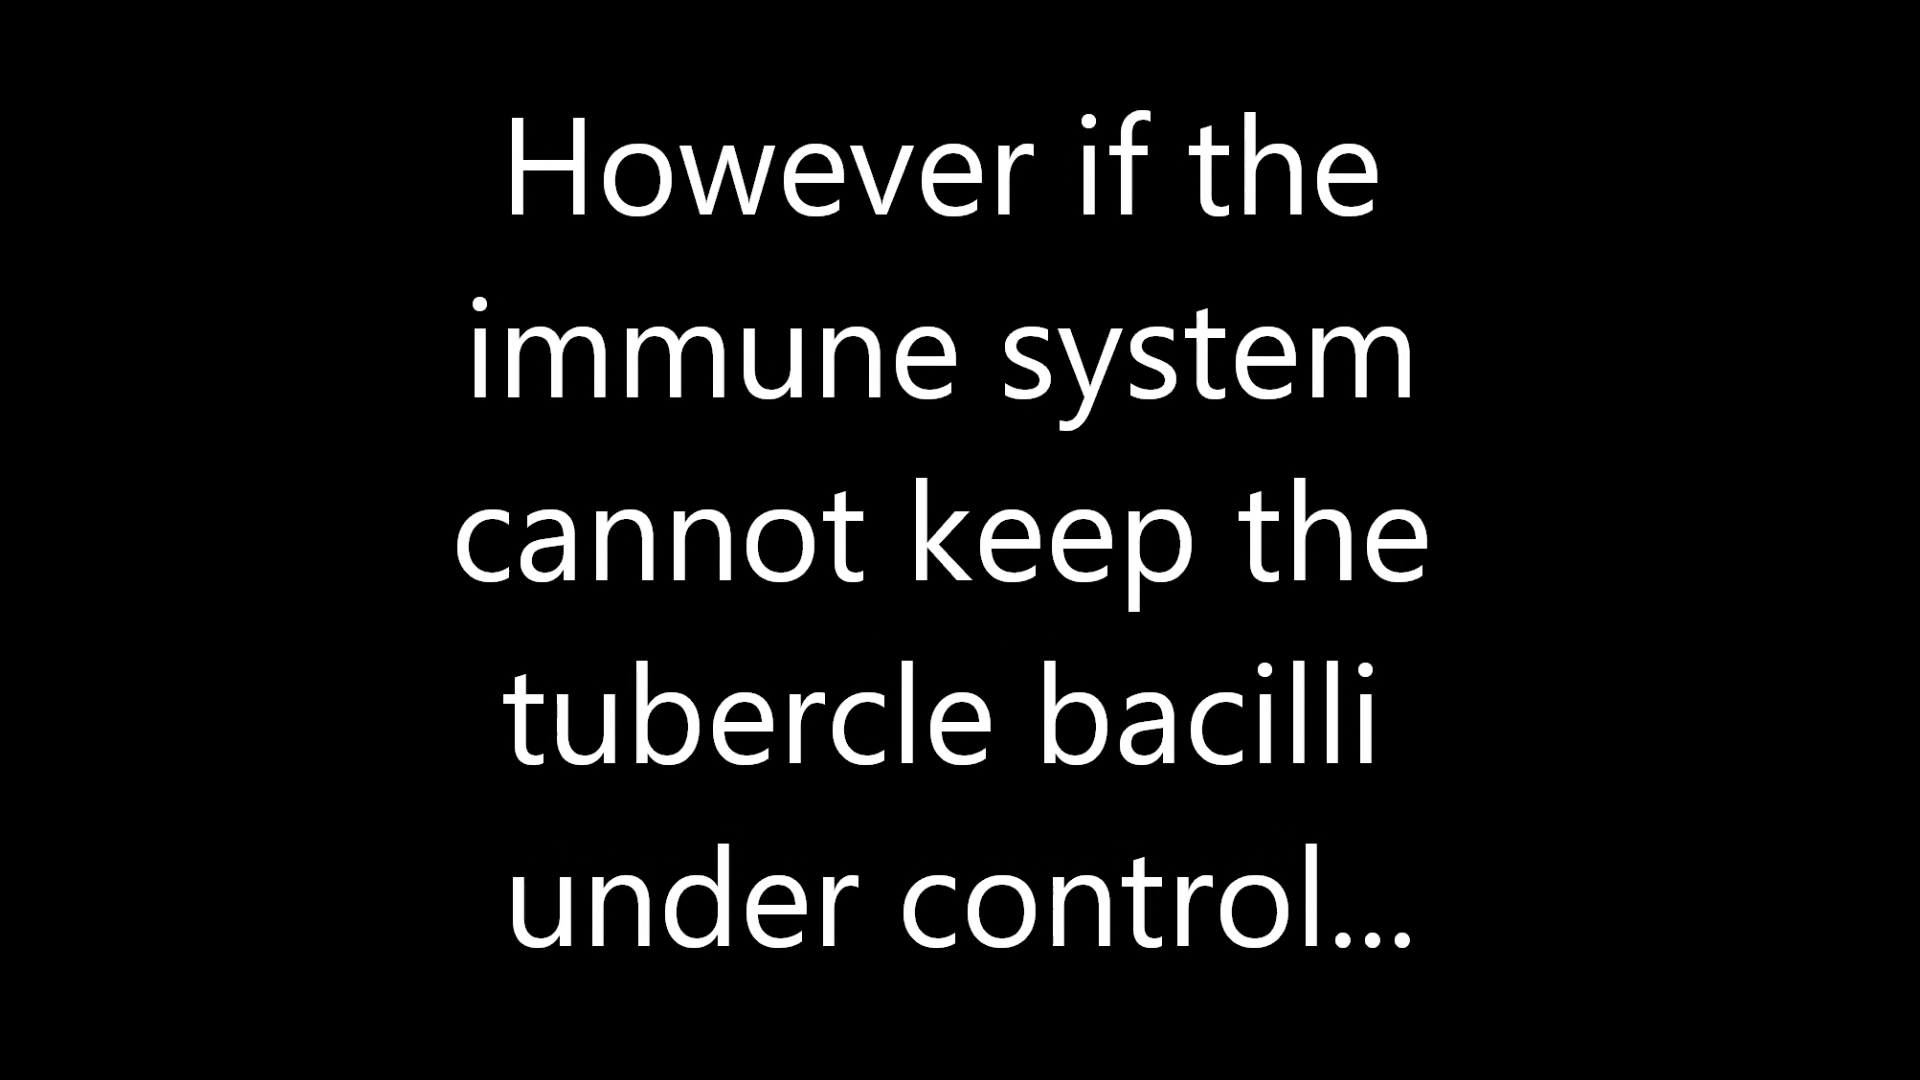 However if the
immune system
cannot keep the
tubercle bacilli
under control...